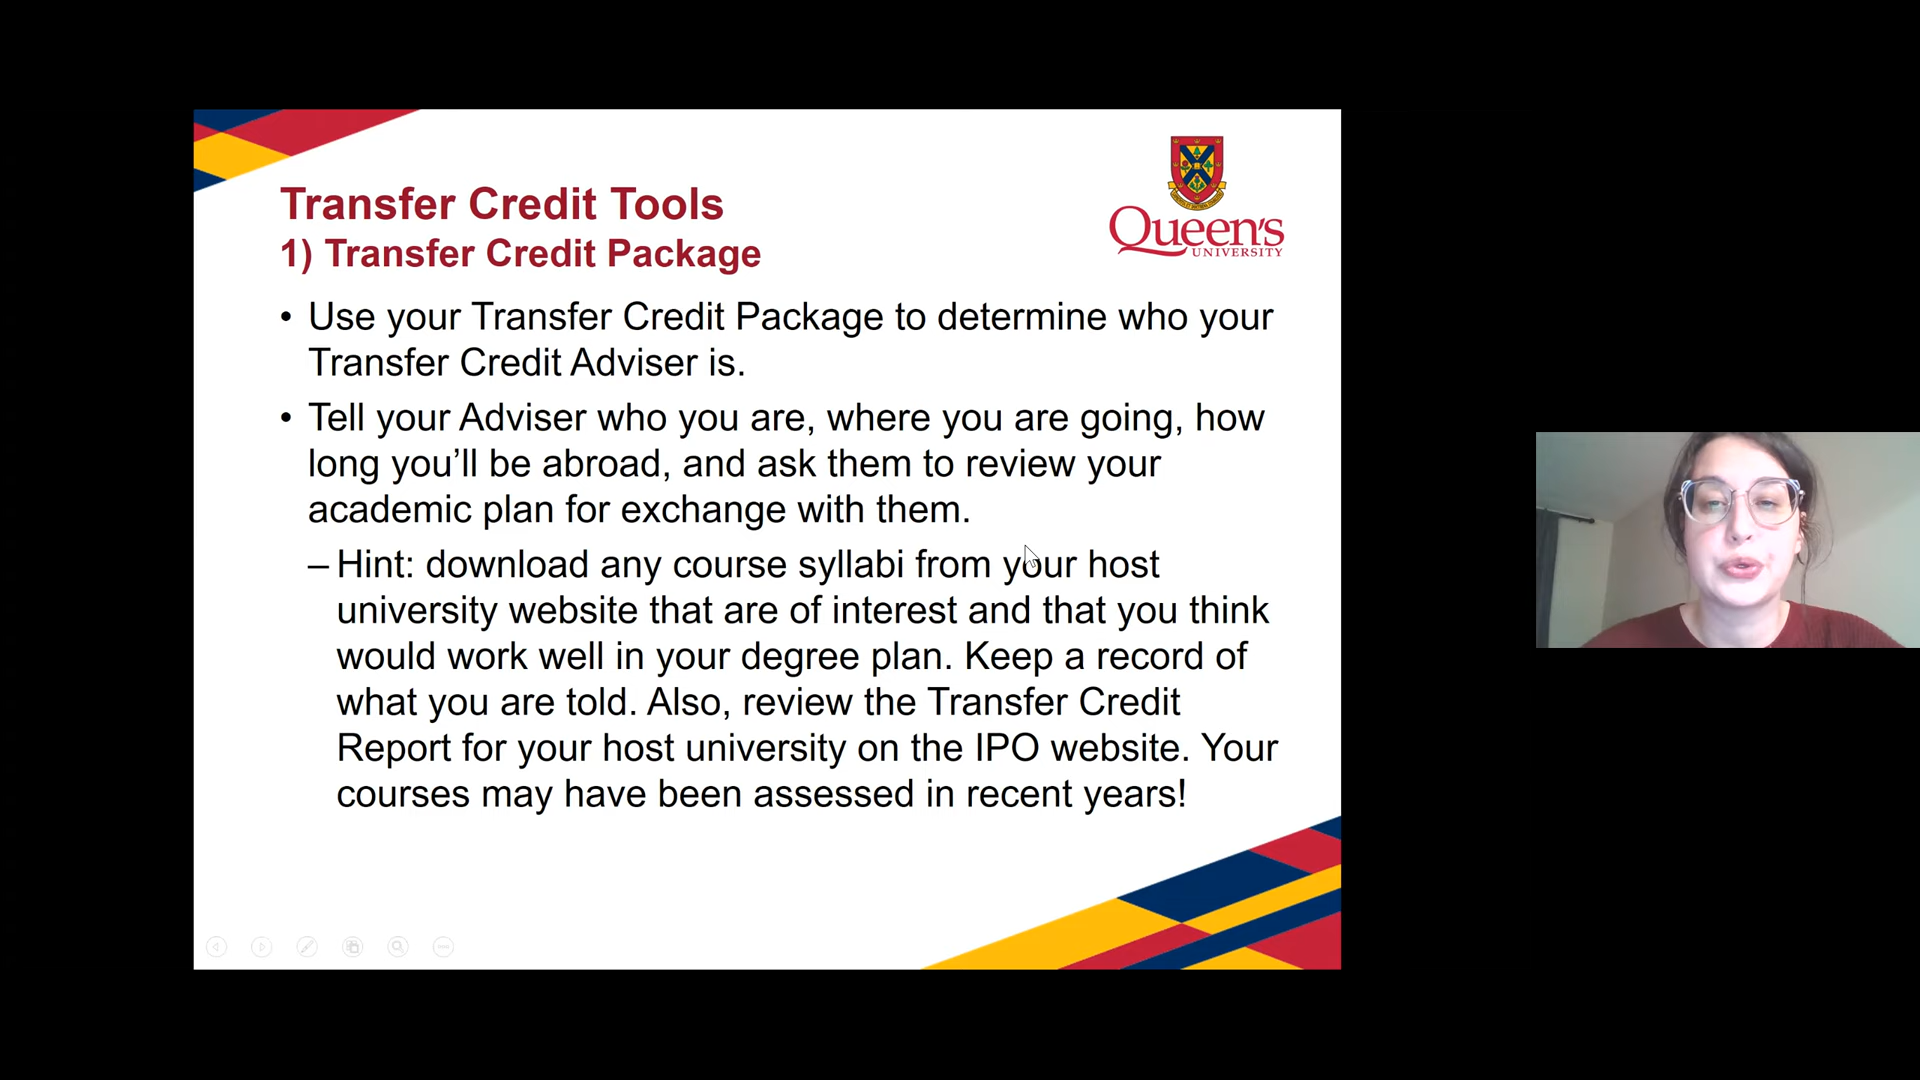 Transfer Credit Tools
1) Transfer Credit Package
Queen's
UNIVERSITY
• Use your Transfer Credit Package to determine who your
Transfer Credit Adviser is.
• Tell your Adviser who you are, where you are going, how
long you’ll be abroad, and ask them to review your
academic plan for exchange with them.
– Hint: download any course syllabi from your host
university website that are of interest and that you think
would work well in your degree plan. Keep a record of
what you are told. Also, review the Transfer Credit
Report for your host university on the IPO website. Your
courses may have been assessed in recent years!